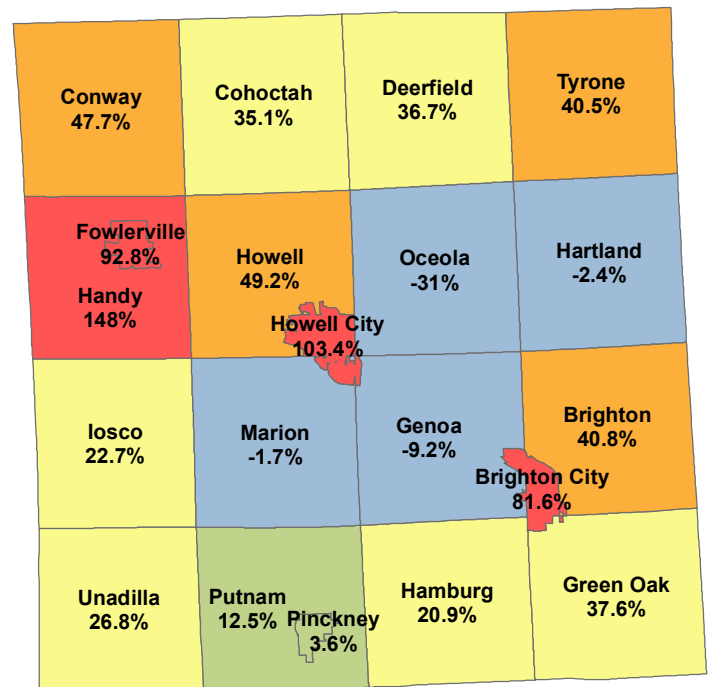 Conway
47.7%
Cohoctah
35.1%
Deerfield
36.7%
Tyrone
40.5%
Fowlerville
92.8%
Handy
148%
Howell
49.2%
Oceola
-31%
Hartland
-2.4%
Howell City
103.4%
Iosco
22.7%
Marion
-1.7%
Genoa
-9.2%
Brighton
40.8%
Brighton City
81.6%
Unadilla
26.8%
Putnam
12.5%
Pinckney
3.6%
Hamburg
20.9%
Green Oak
37.6%